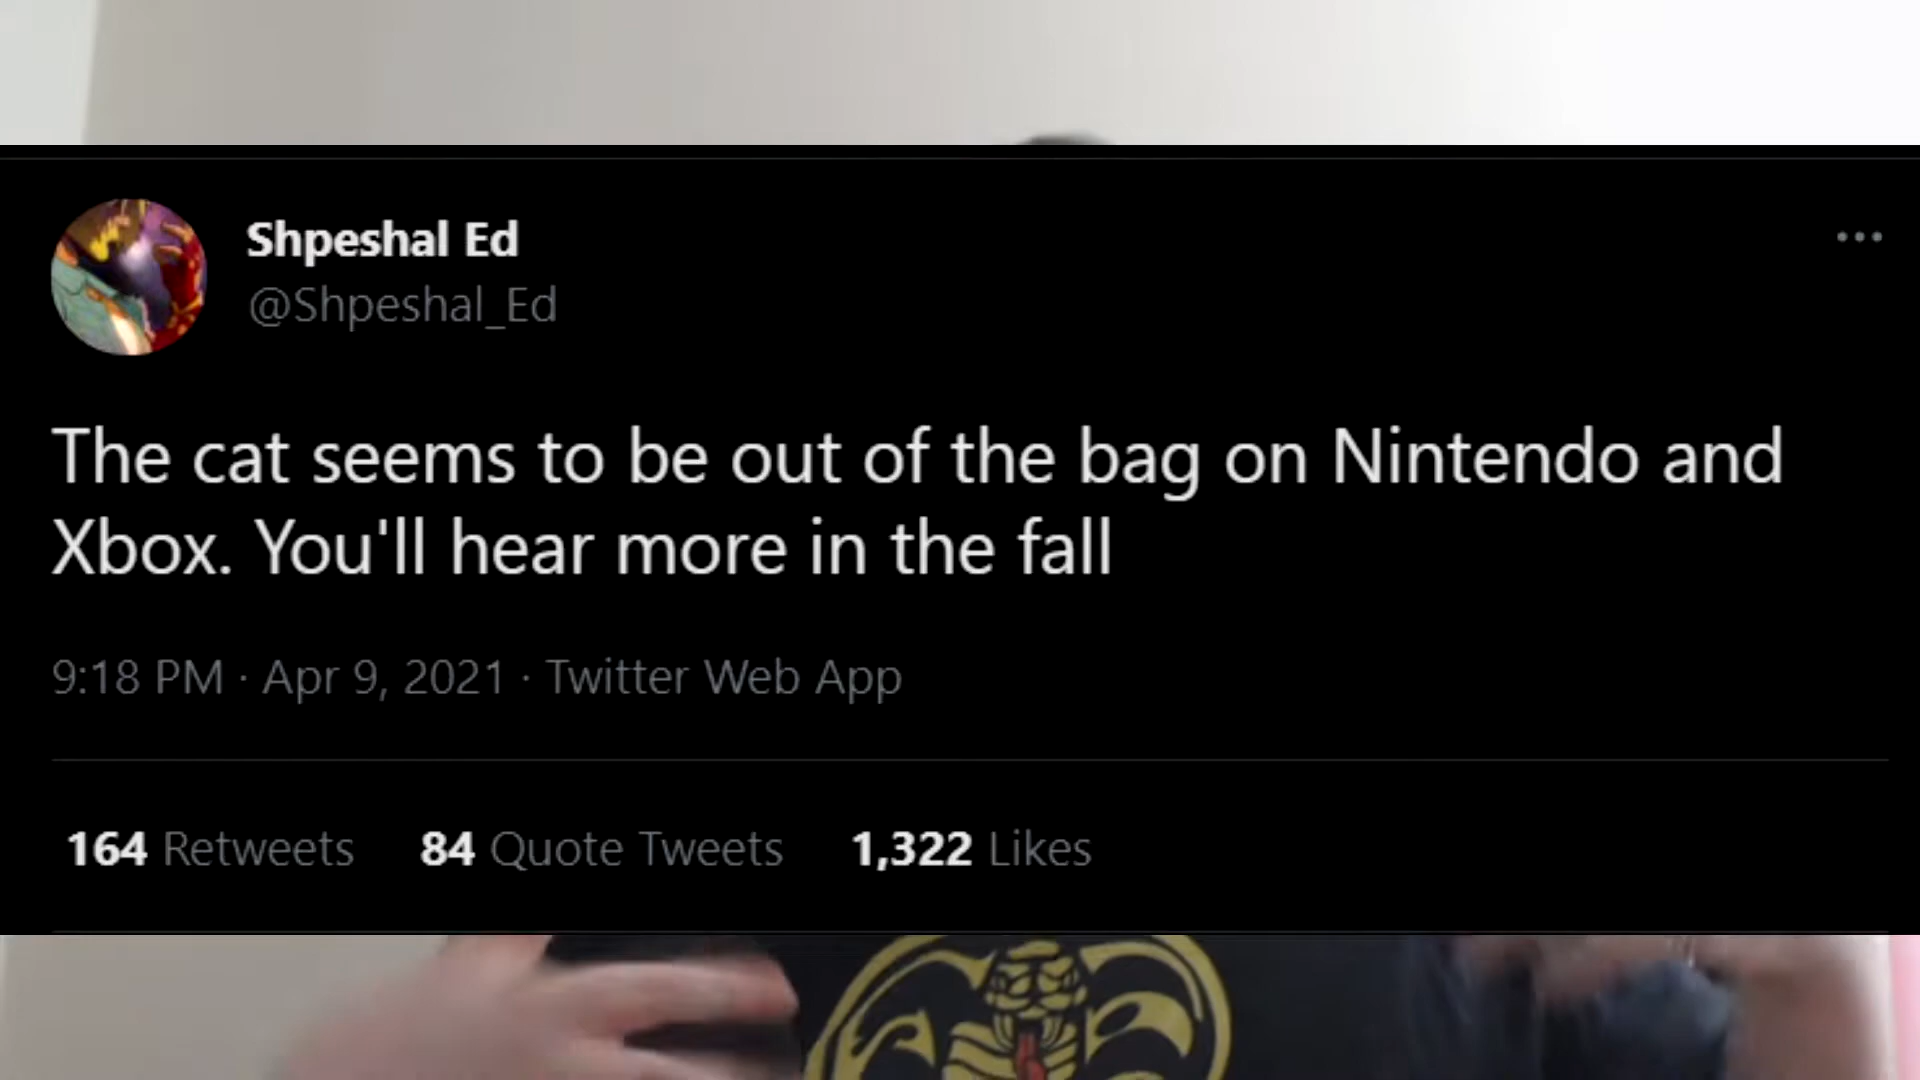 Shpeshal Ed
@Shpeshal_Ed
The cat seems to be out of the bag on Nintendo and
Xbox. You'll hear more in the fall
9:18 PM · Apr 9, 2021 · Twitter Web App
164 Retweets 84 Quote Tweets 1,322 Likes